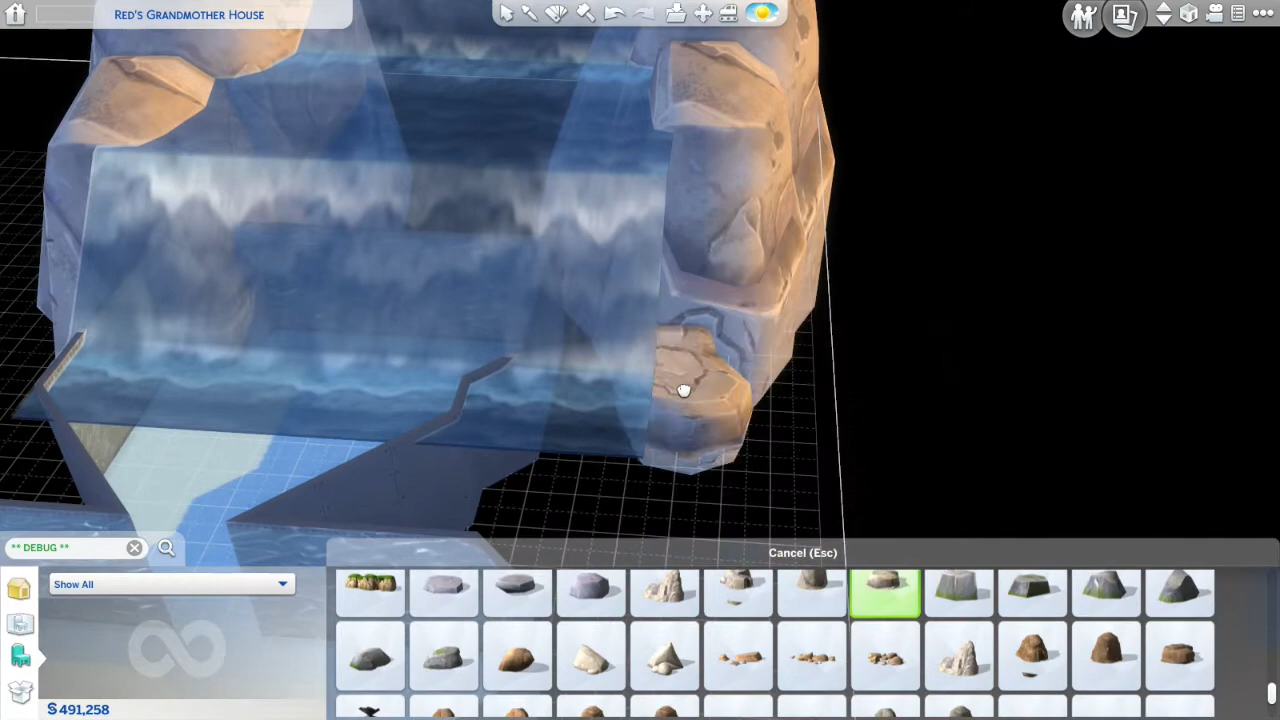 Red's Grandmother House
Cancel (Esc)
** DEBUG **
Show All
§491,258